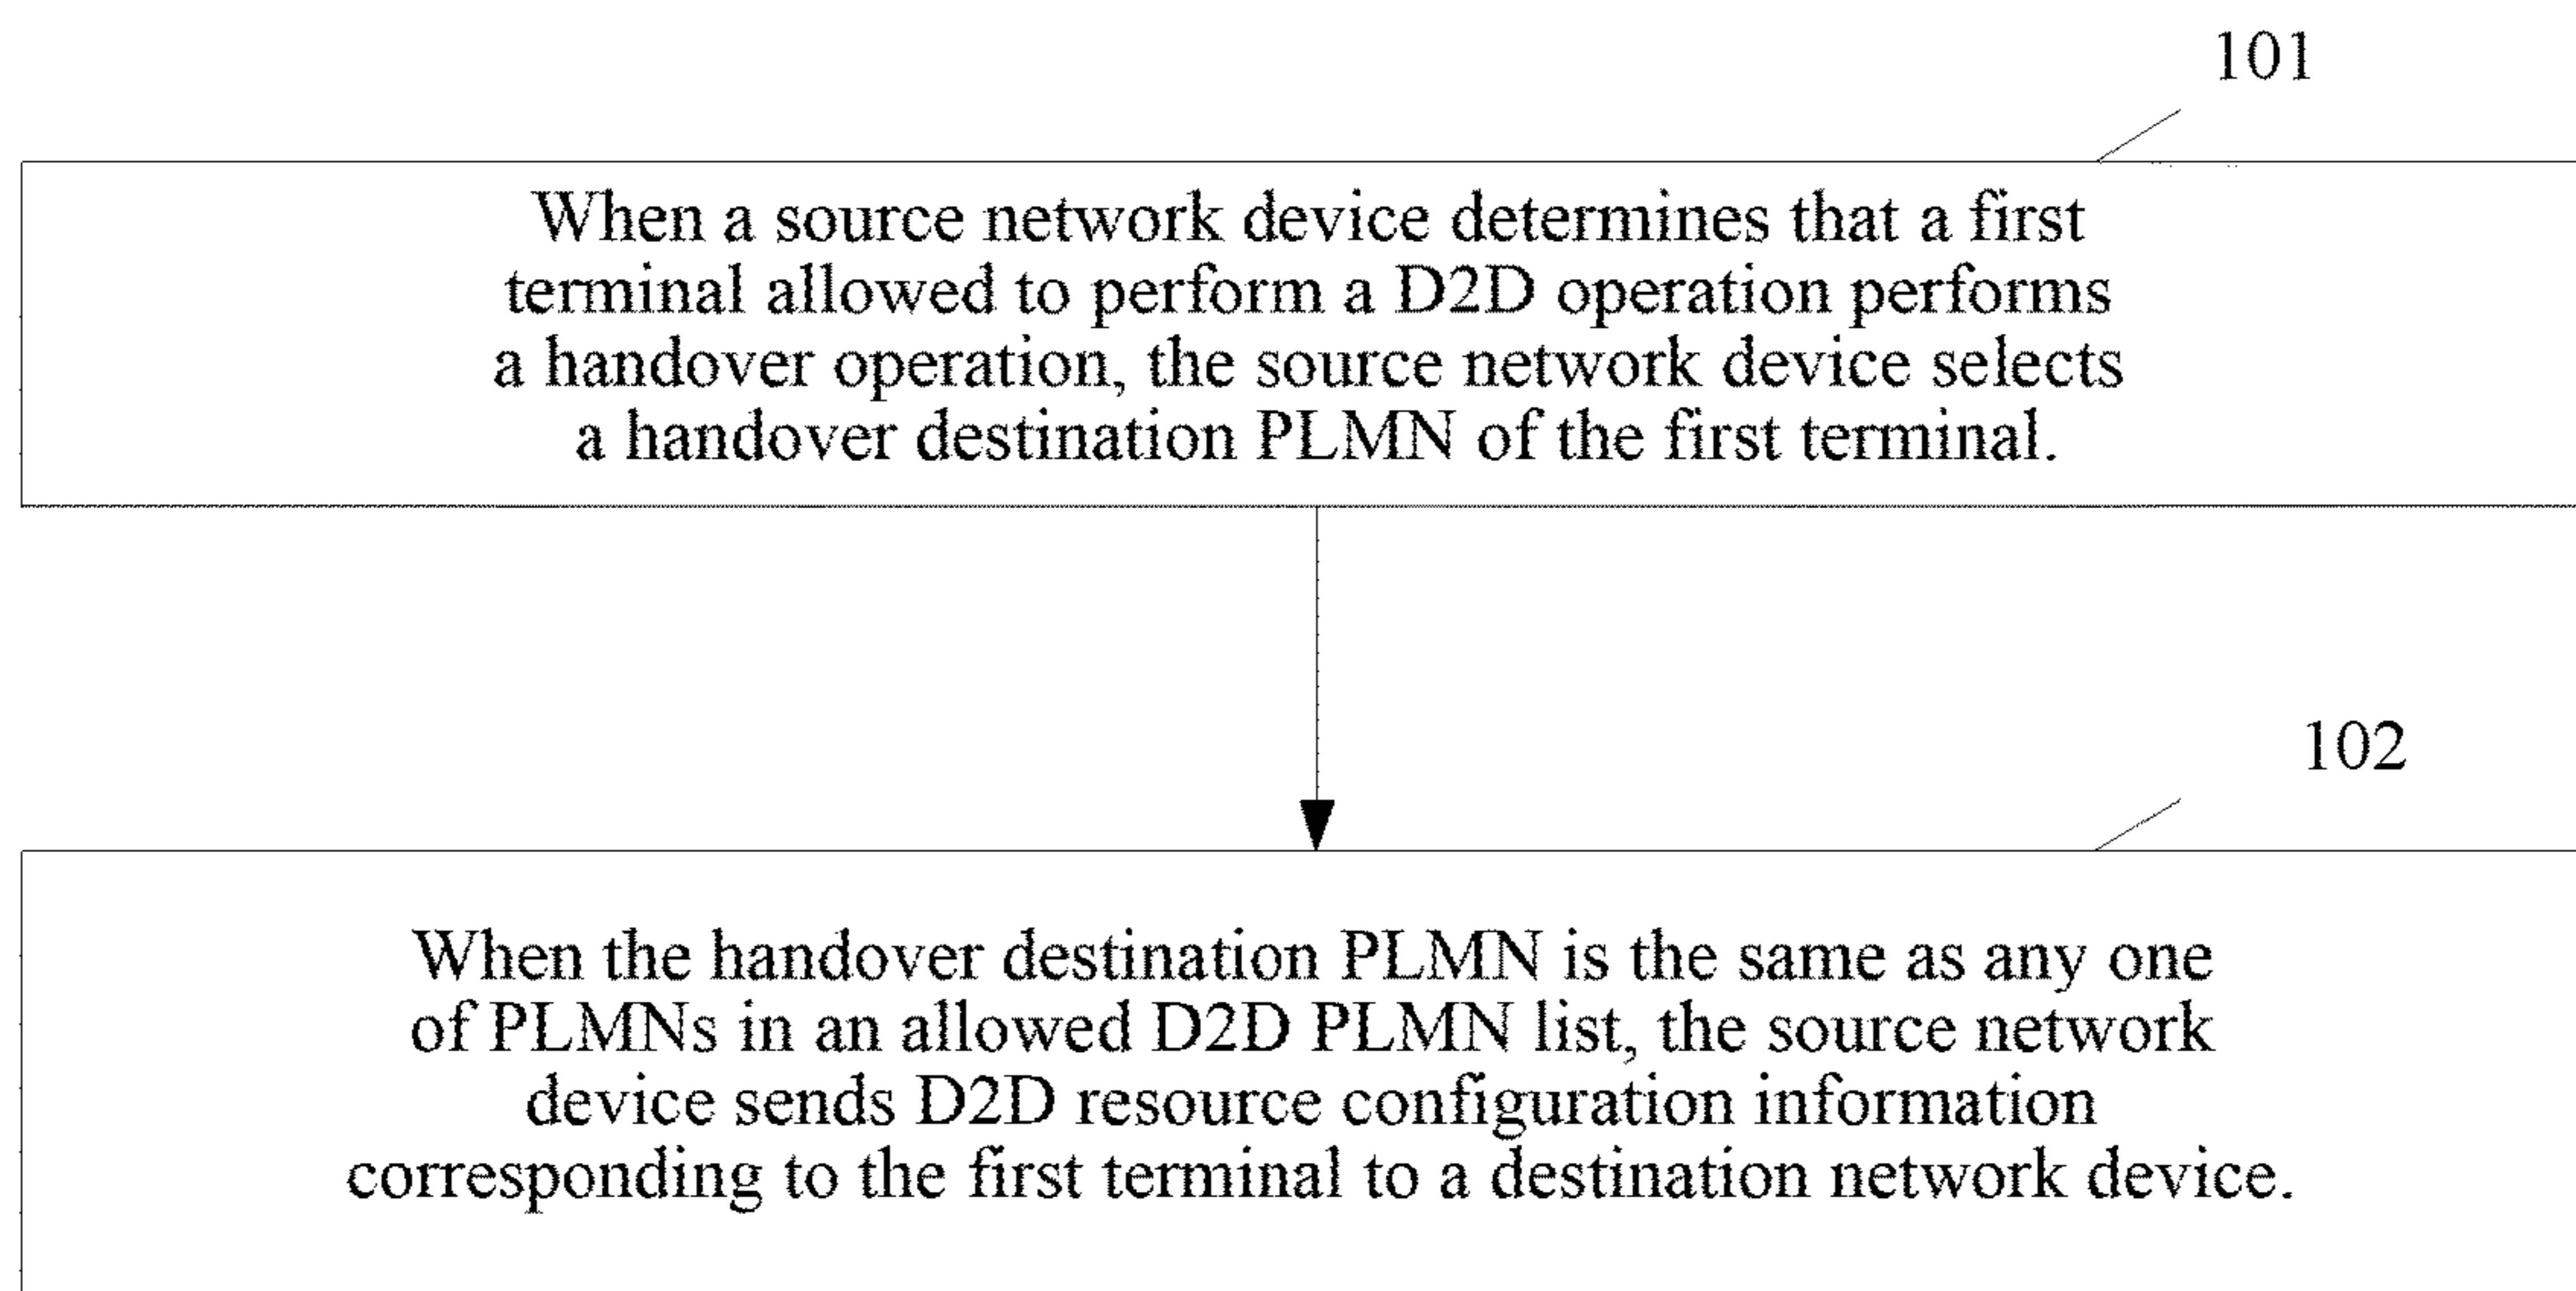 101
When a source network device determines that a first
terminal allowed to perform a D2D operation performs
a handover operation, the source network device selects
a handover destination PLMN of the first terminal.
102
When the handover destination PLMN is the same as any one
of PLMNs in an allowed D2D PLMN list, the source network
device sends D2D resource configuration information
corresponding to the first terminal to a destination network device.